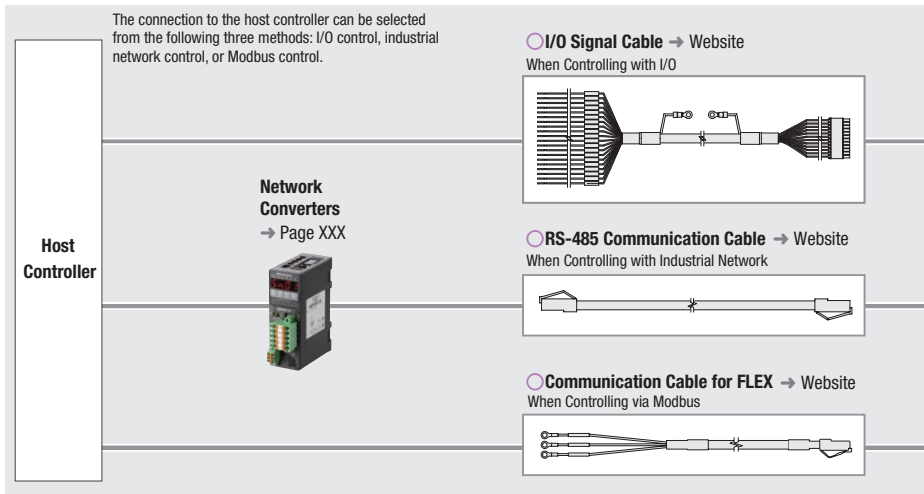 The connection to the host controller can be selected
from the following three methods: I/O control, industrial
network control, or Modbus control.
Host
Controller
Network
Converters
→ Page XXX
○I/O Signal Cable → Website
When Controlling with I/O
○RS-485 Communication Cable → Website
When Controlling with Industrial Network
○Communication Cable for FLEX → Website
When Controlling via Modbus